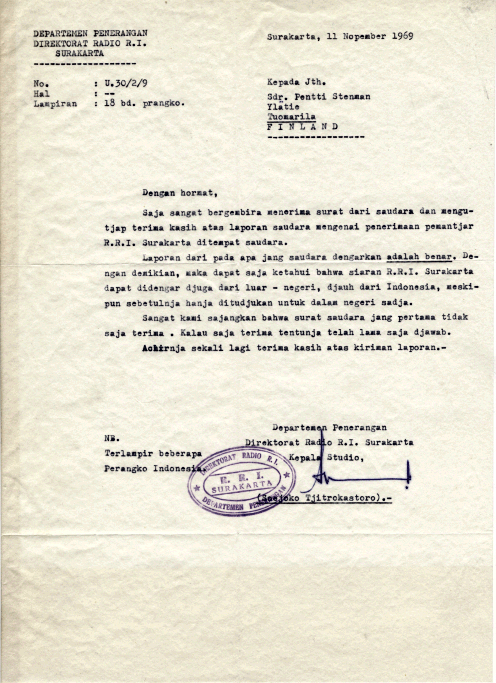 DEPARTEMEN PENERANGAN
DIREKTORAT RADIO R.I.
SURAKARTA
--------------------
Surakarta, 11 Nopember 1969
No. : U.30/2/9
Hal : --
Lampiran : 18 bd. prangko.
Kepada Jth.
Sdr. Pentti Stenman
Ylatie
Tuomarila
F I N L A N D
-------------------
Dengan hormat,
Saja sangat bergembira menerima surat dari saudara dan mengu-
tjap terima kasih atas laporan saudara mengenai penerimaan pemantjar
R.R.I. Surakarta ditempat saudara.
Laporan dari pada apa jang saudara dengarkan adalah benar. De-
ngan demikian, maka dapat saja ketahui bahwa siaran R.R.I. Surakarta
dapat didengar djuga dari luar - negeri, djauh dari Indonesia, meski-
pun sebetulnja hanja ditudjukan untuk dalam negeri sadja.
Sangat kami sajangkan bahwa surat saudara jang pertama tidak
saja terima . Kalau saja terima tentunja telah lama saja djawab.
Achirnja sekali lagi terima kasih atas kiriman laporan.-
Departemen Penerangan
Direktorat Radio R.I. Surakarta
Kepala Studio,
NB.
Terlampir beberapa
Perangko Indonesia.
DIREKTORAT RADIO R.I.
R. R. I.
SURAKARTA
DEPARTEMEN PENERANGAN
Tjitrokastoro).-